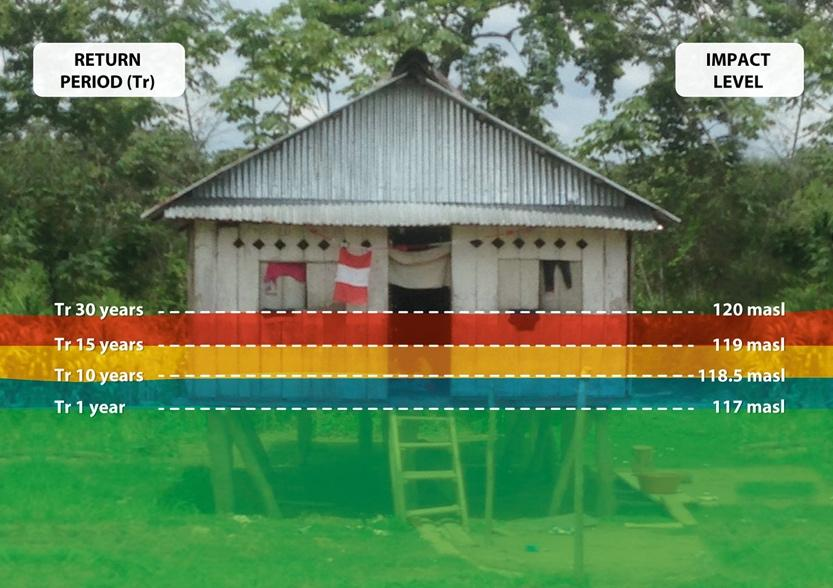 RETURN
PERIOD (Tr)
IMPACT
LEVEL
Tr 30 years
120 masl
Tr 15 years
119 masl
Tr 10 years
118.5 masl
Tr 1 year
117 masl